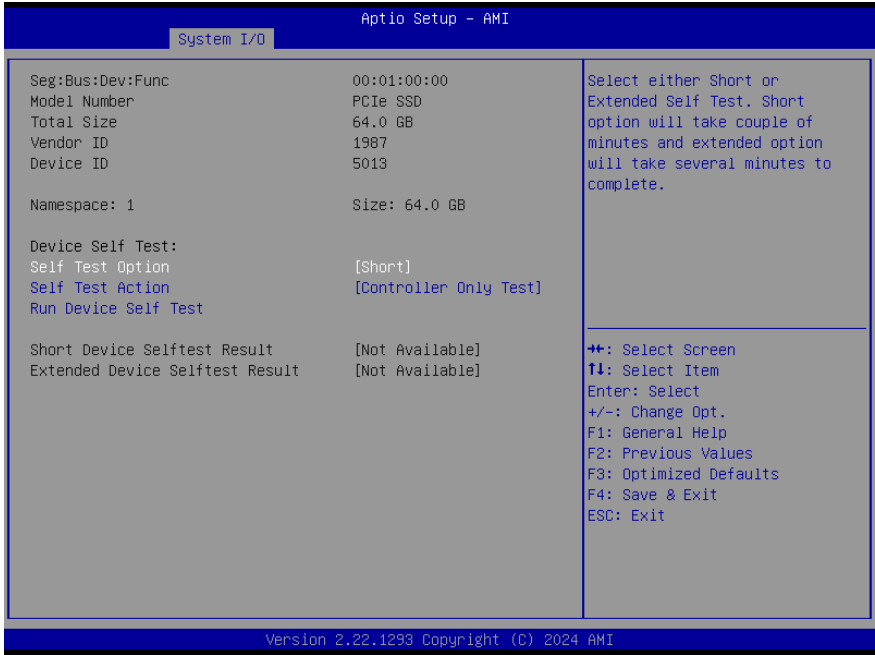 Aptio Setup – AMI
System I/O
Seg:Bus:Dev:Func 00:01:00:00
Model Number PCIe SSD
Total Size 64.0 GB
Vendor ID 1987
Device ID 5013
Namespace: 1 Size: 64.0 GB
Device Self Test:
Self Test Option [Short]
Self Test Action [Controller Only Test]
Run Device Self Test
Short Device Selftest Result [Not Available]
Extended Device Selftest Result [Not Available]
Select either Short or
Extended Self Test. Short
option will take couple of
minutes and extended option
will take several minutes to
complete.
→←: Select Screen
↑↓: Select Item
Enter: Select
+/-: Change Opt.
F1: General Help
F2: Previous Values
F3: Optimized Defaults
F4: Save & Exit
ESC: Exit
Version 2.22.1293 Copyright (C) 2024 AMI